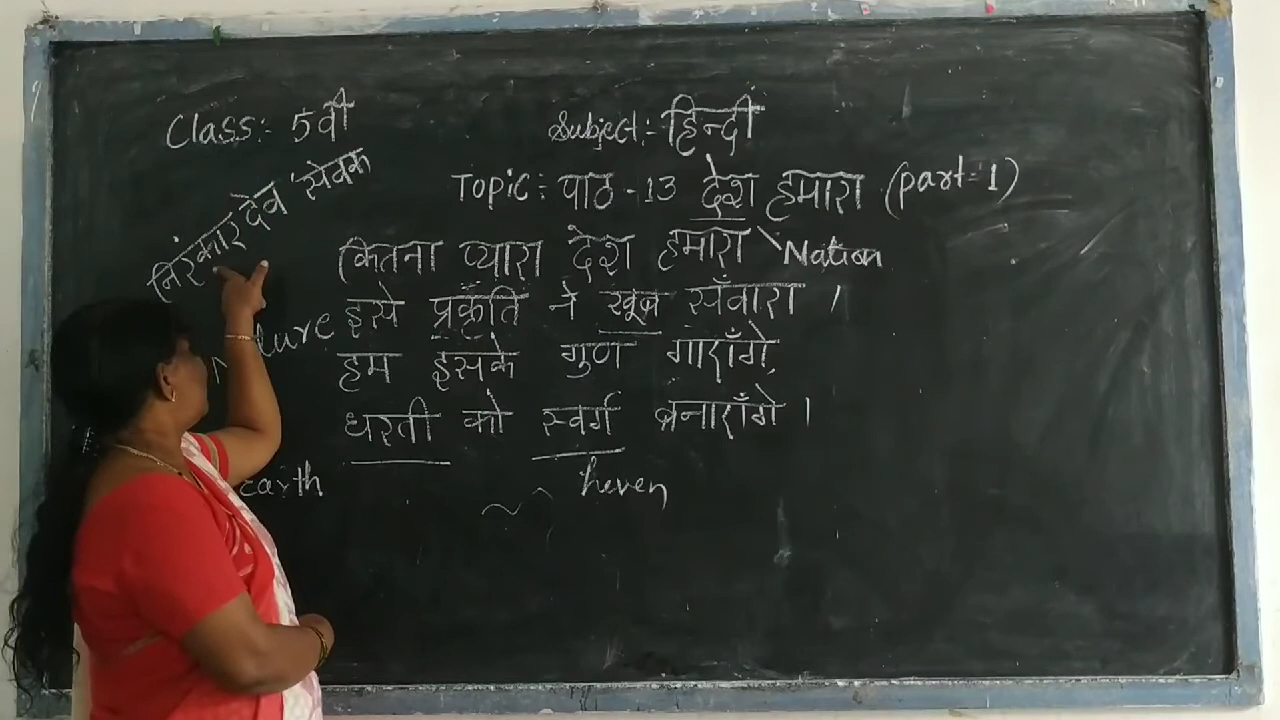 Class:- 5वी
Subject:- हिन्दी
निरंकार देव 'सेवक
Topic:- पाठ -13 देश हमारा (part-1)
कितना प्यारा देश हमारा Nation
इसे प्रकृति ने खूब सँवारा ।
हम इसके गुण गाएँगे,
धरती को स्वर्ग बनाएँगे ।
Earth heven